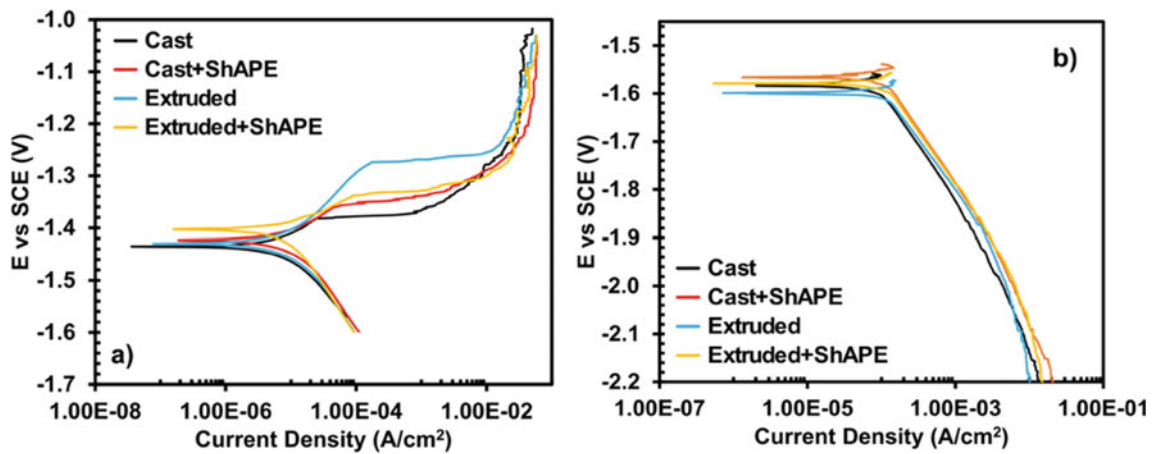 a)
E vs SCE (V)
-1.0
-1.1
-1.2
-1.3
-1.4
-1.5
-1.6
-1.7
Cast
Cast+ShAPE
Extruded
Extruded+ShAPE
1.00E-08 1.00E-06 1.00E-04 1.00E-02
Current Density (A/cm²)
b)
E vs SCE (V)
-1.5
-1.6
-1.7
-1.8
-1.9
-2.0
-2.1
-2.2
Cast
Cast+ShAPE
Extruded
Extruded+ShAPE
1.00E-07 1.00E-05 1.00E-03 1.00E-01
Current Density (A/cm²)